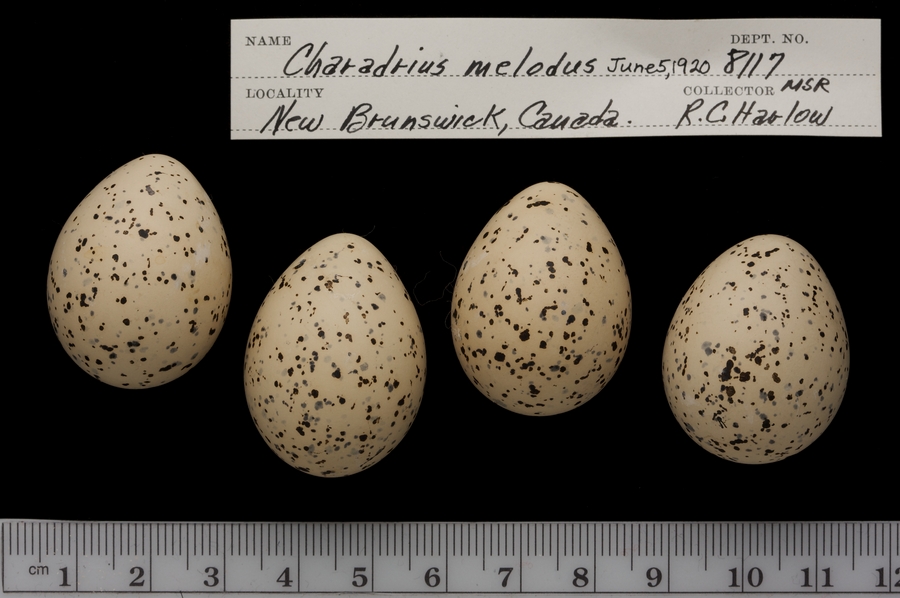 NAME DEPT. NO.
Charadrius melodus June 5, 1920 8117
LOCALITY COLLECTOR MSR
New Brunswick, Canada. R.C. Harlow
cm 1 2 3 4 5 6 7 8 9 10 11 12